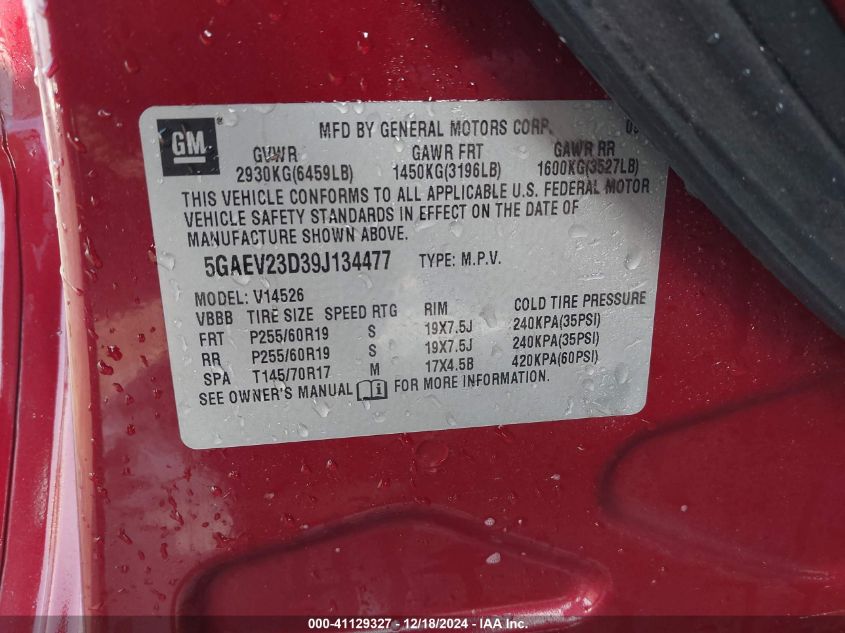 GM
MFD BY GENERAL MOTORS CORP.
GVWR GAWR FRT GAWR RR
2930KG(6459LB) 1450KG(3196LB) 1600KG(3527LB)
THIS VEHICLE CONFORMS TO ALL APPLICABLE U.S. FEDERAL MOTOR
VEHICLE SAFETY STANDARDS IN EFFECT ON THE DATE OF
MANUFACTURE SHOWN ABOVE.
5GAEV23D39J134477 TYPE: M.P.V.
MODEL: V14526
VBBB TIRE SIZE SPEED RTG RIM COLD TIRE PRESSURE
FRT P255/60R19 S 19X7.5J 240KPA(35PSI)
RR P255/60R19 S 19X7.5J 240KPA(35PSI)
SPA T145/70R17 M 17X4.5B 420KPA(60PSI)
SEE OWNER'S MANUAL FOR MORE INFORMATION.
000-41129327 - 12/18/2024 - IAA, Inc.